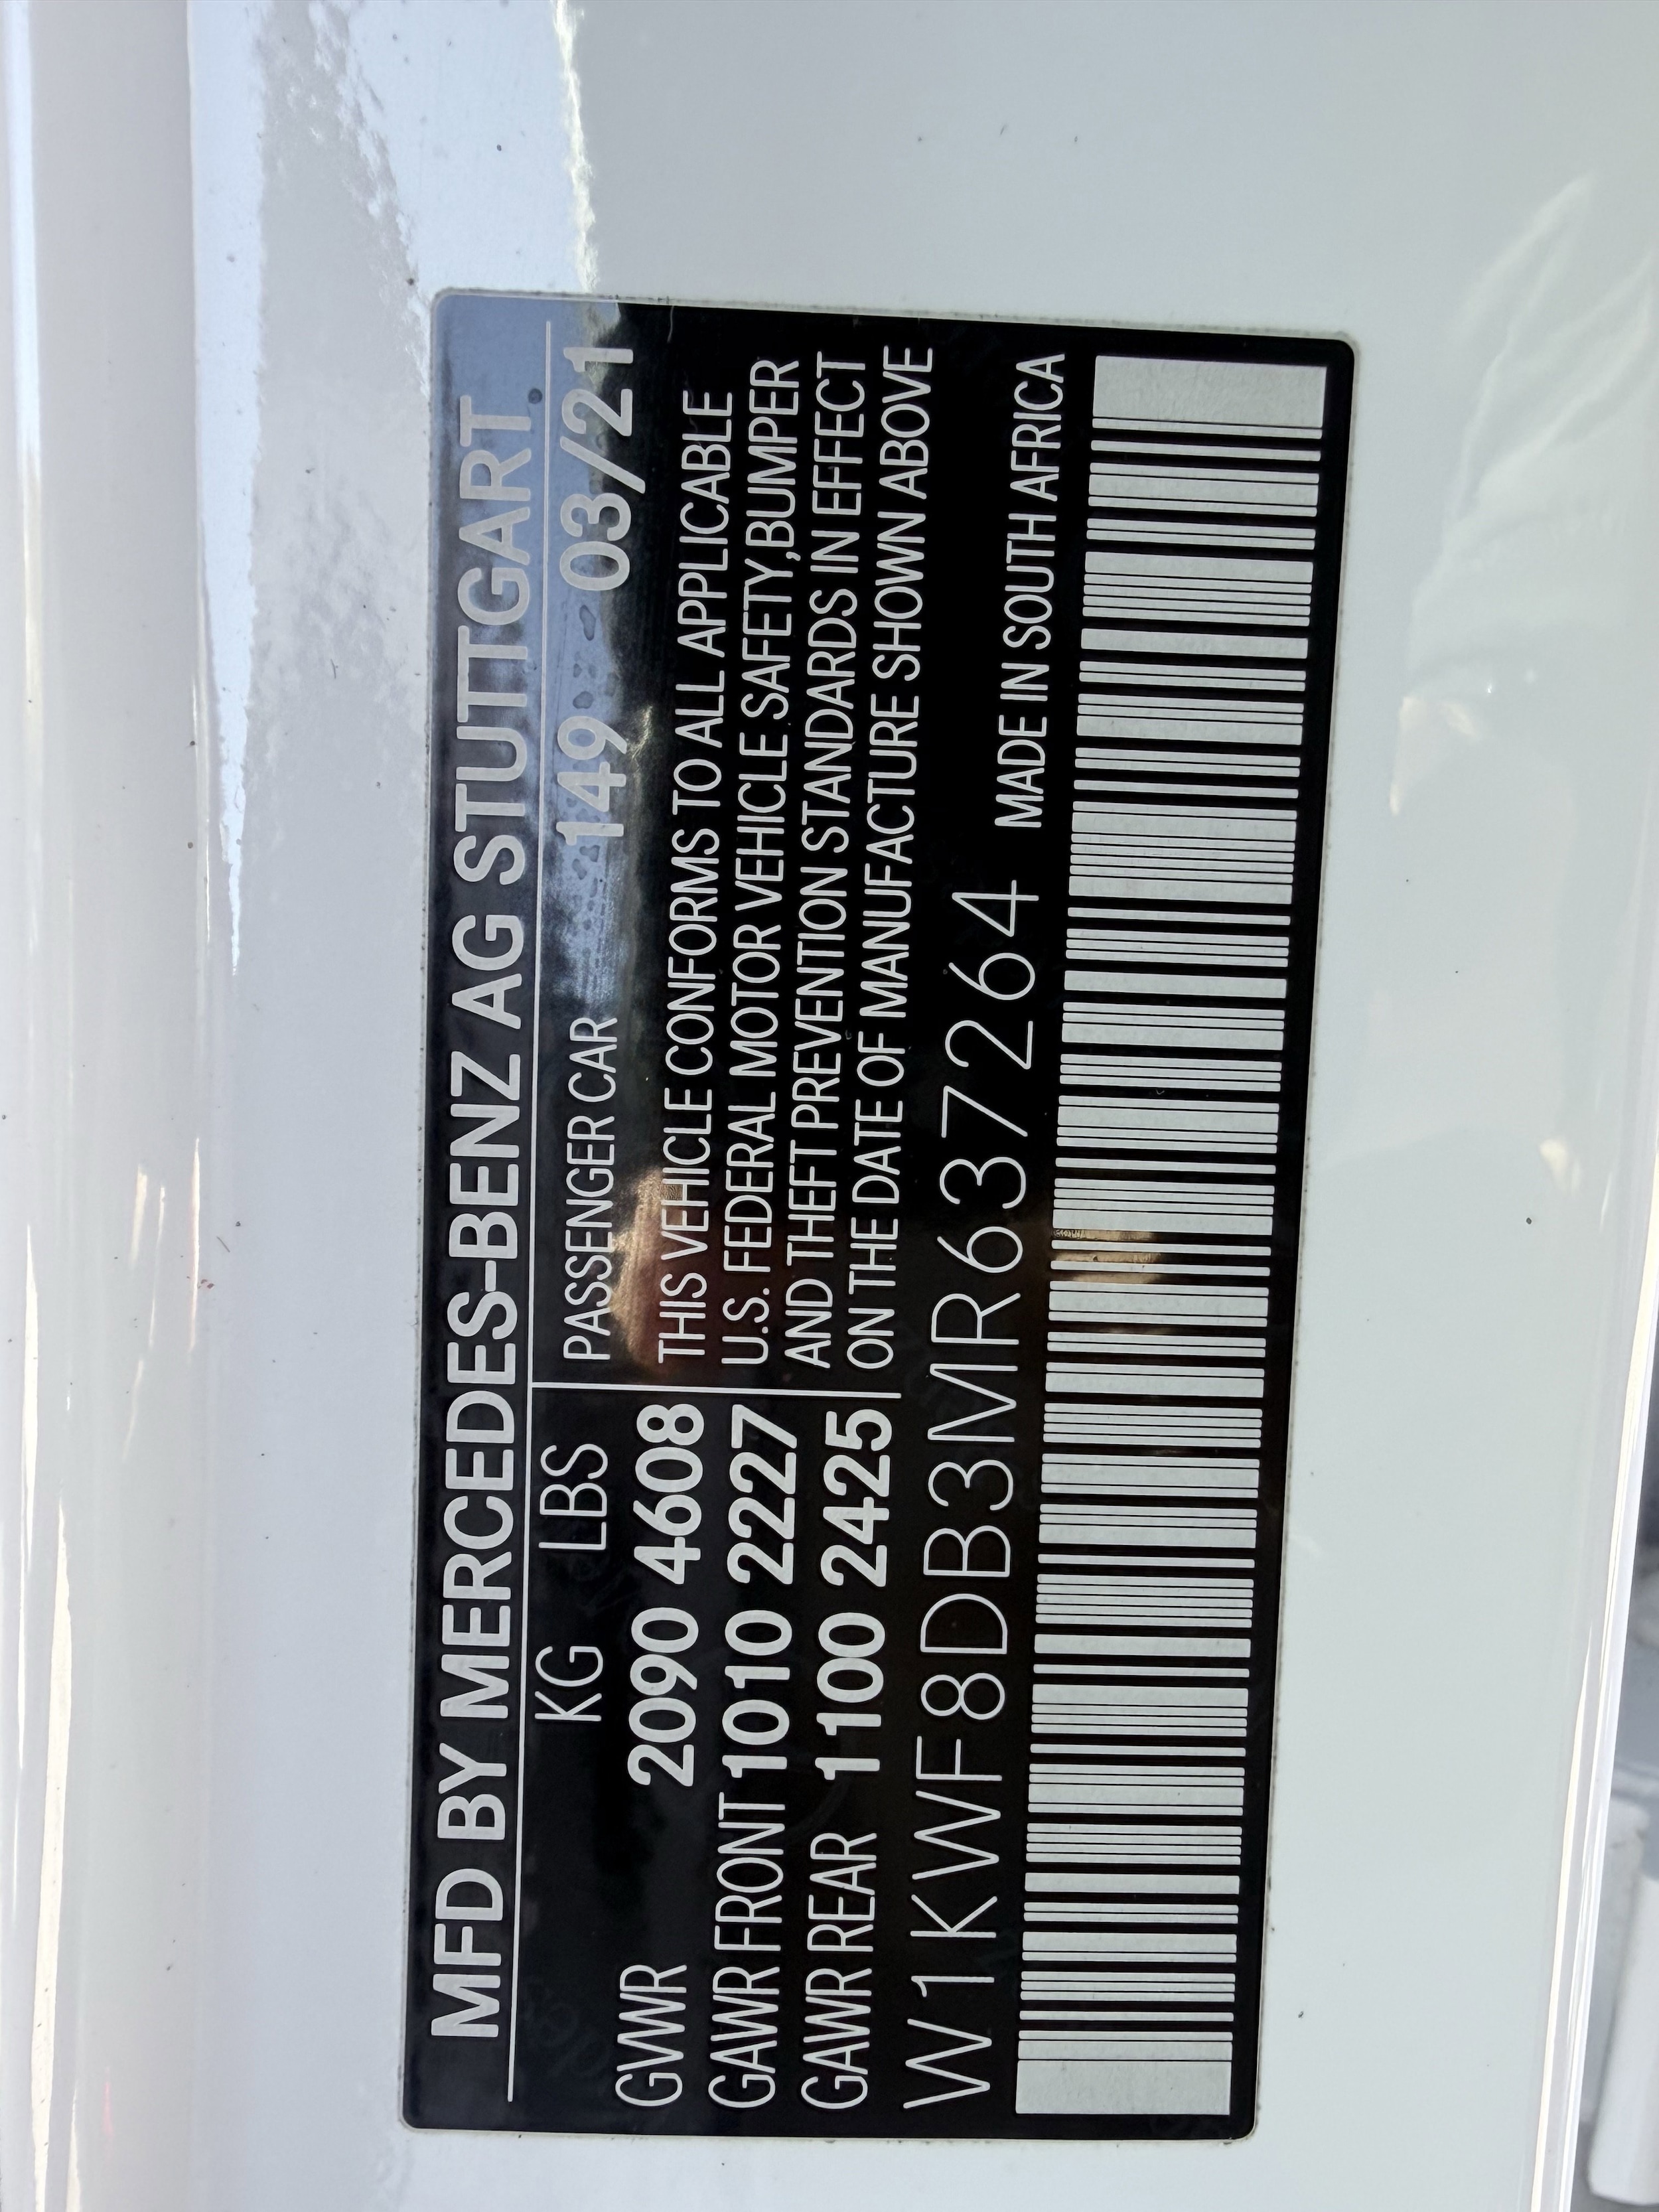 MFD BY MERCEDES-BENZ AG STUTTGART
KG LBS PASSENGER CAR 149 03/21
GVWR 2090 4608
GAWR FRONT 1010 2227
GAWR REAR 1100 2425
THIS VEHICLE CONFORMS TO ALL APPLICABLE
U.S. FEDERAL MOTOR VEHICLE SAFETY,BUMPER
AND THEFT PREVENTION STANDARDS IN EFFECT
ON THE DATE OF MANUFACTURE SHOWN ABOVE
W1KWF8DB3MR637264 MADE IN SOUTH AFRICA